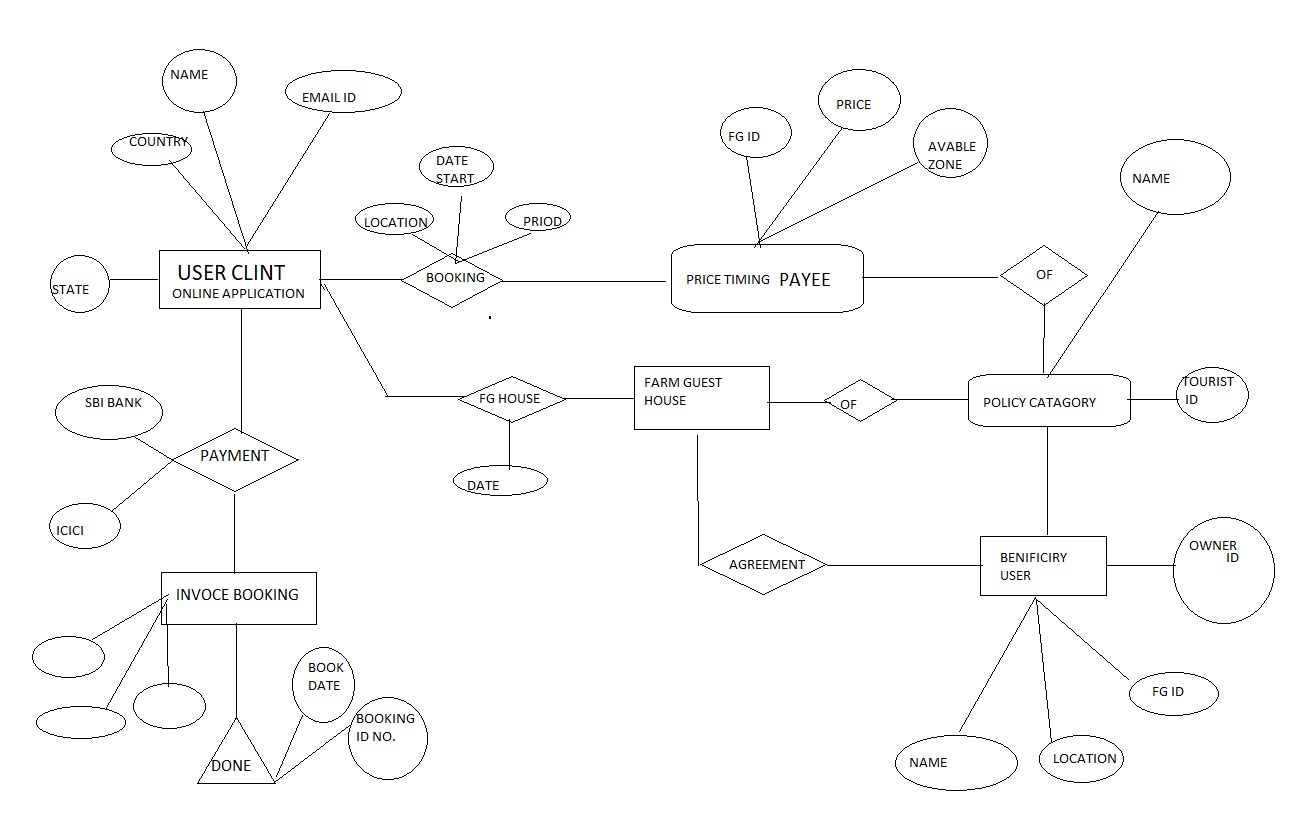 NAME
EMAIL ID
COUNTRY
STATE
USER CLINT
ONLINE APPLICATION
DATE
START
LOCATION
PRIOD
BOOKING
FG ID
PRICE
AVABLE
ZONE
PRICE TIMING PAYEE
OF
NAME
SBI BANK
ICICI
PAYMENT
FG HOUSE
DATE
FARM GUEST
HOUSE
OF
POLICY CATAGORY
TOURIST
ID
AGREEMENT
BENIFICIRY
USER
OWNER
ID
INVOCE BOOKING
BOOK
DATE
BOOKING
ID NO.
DONE
NAME
LOCATION
FG ID